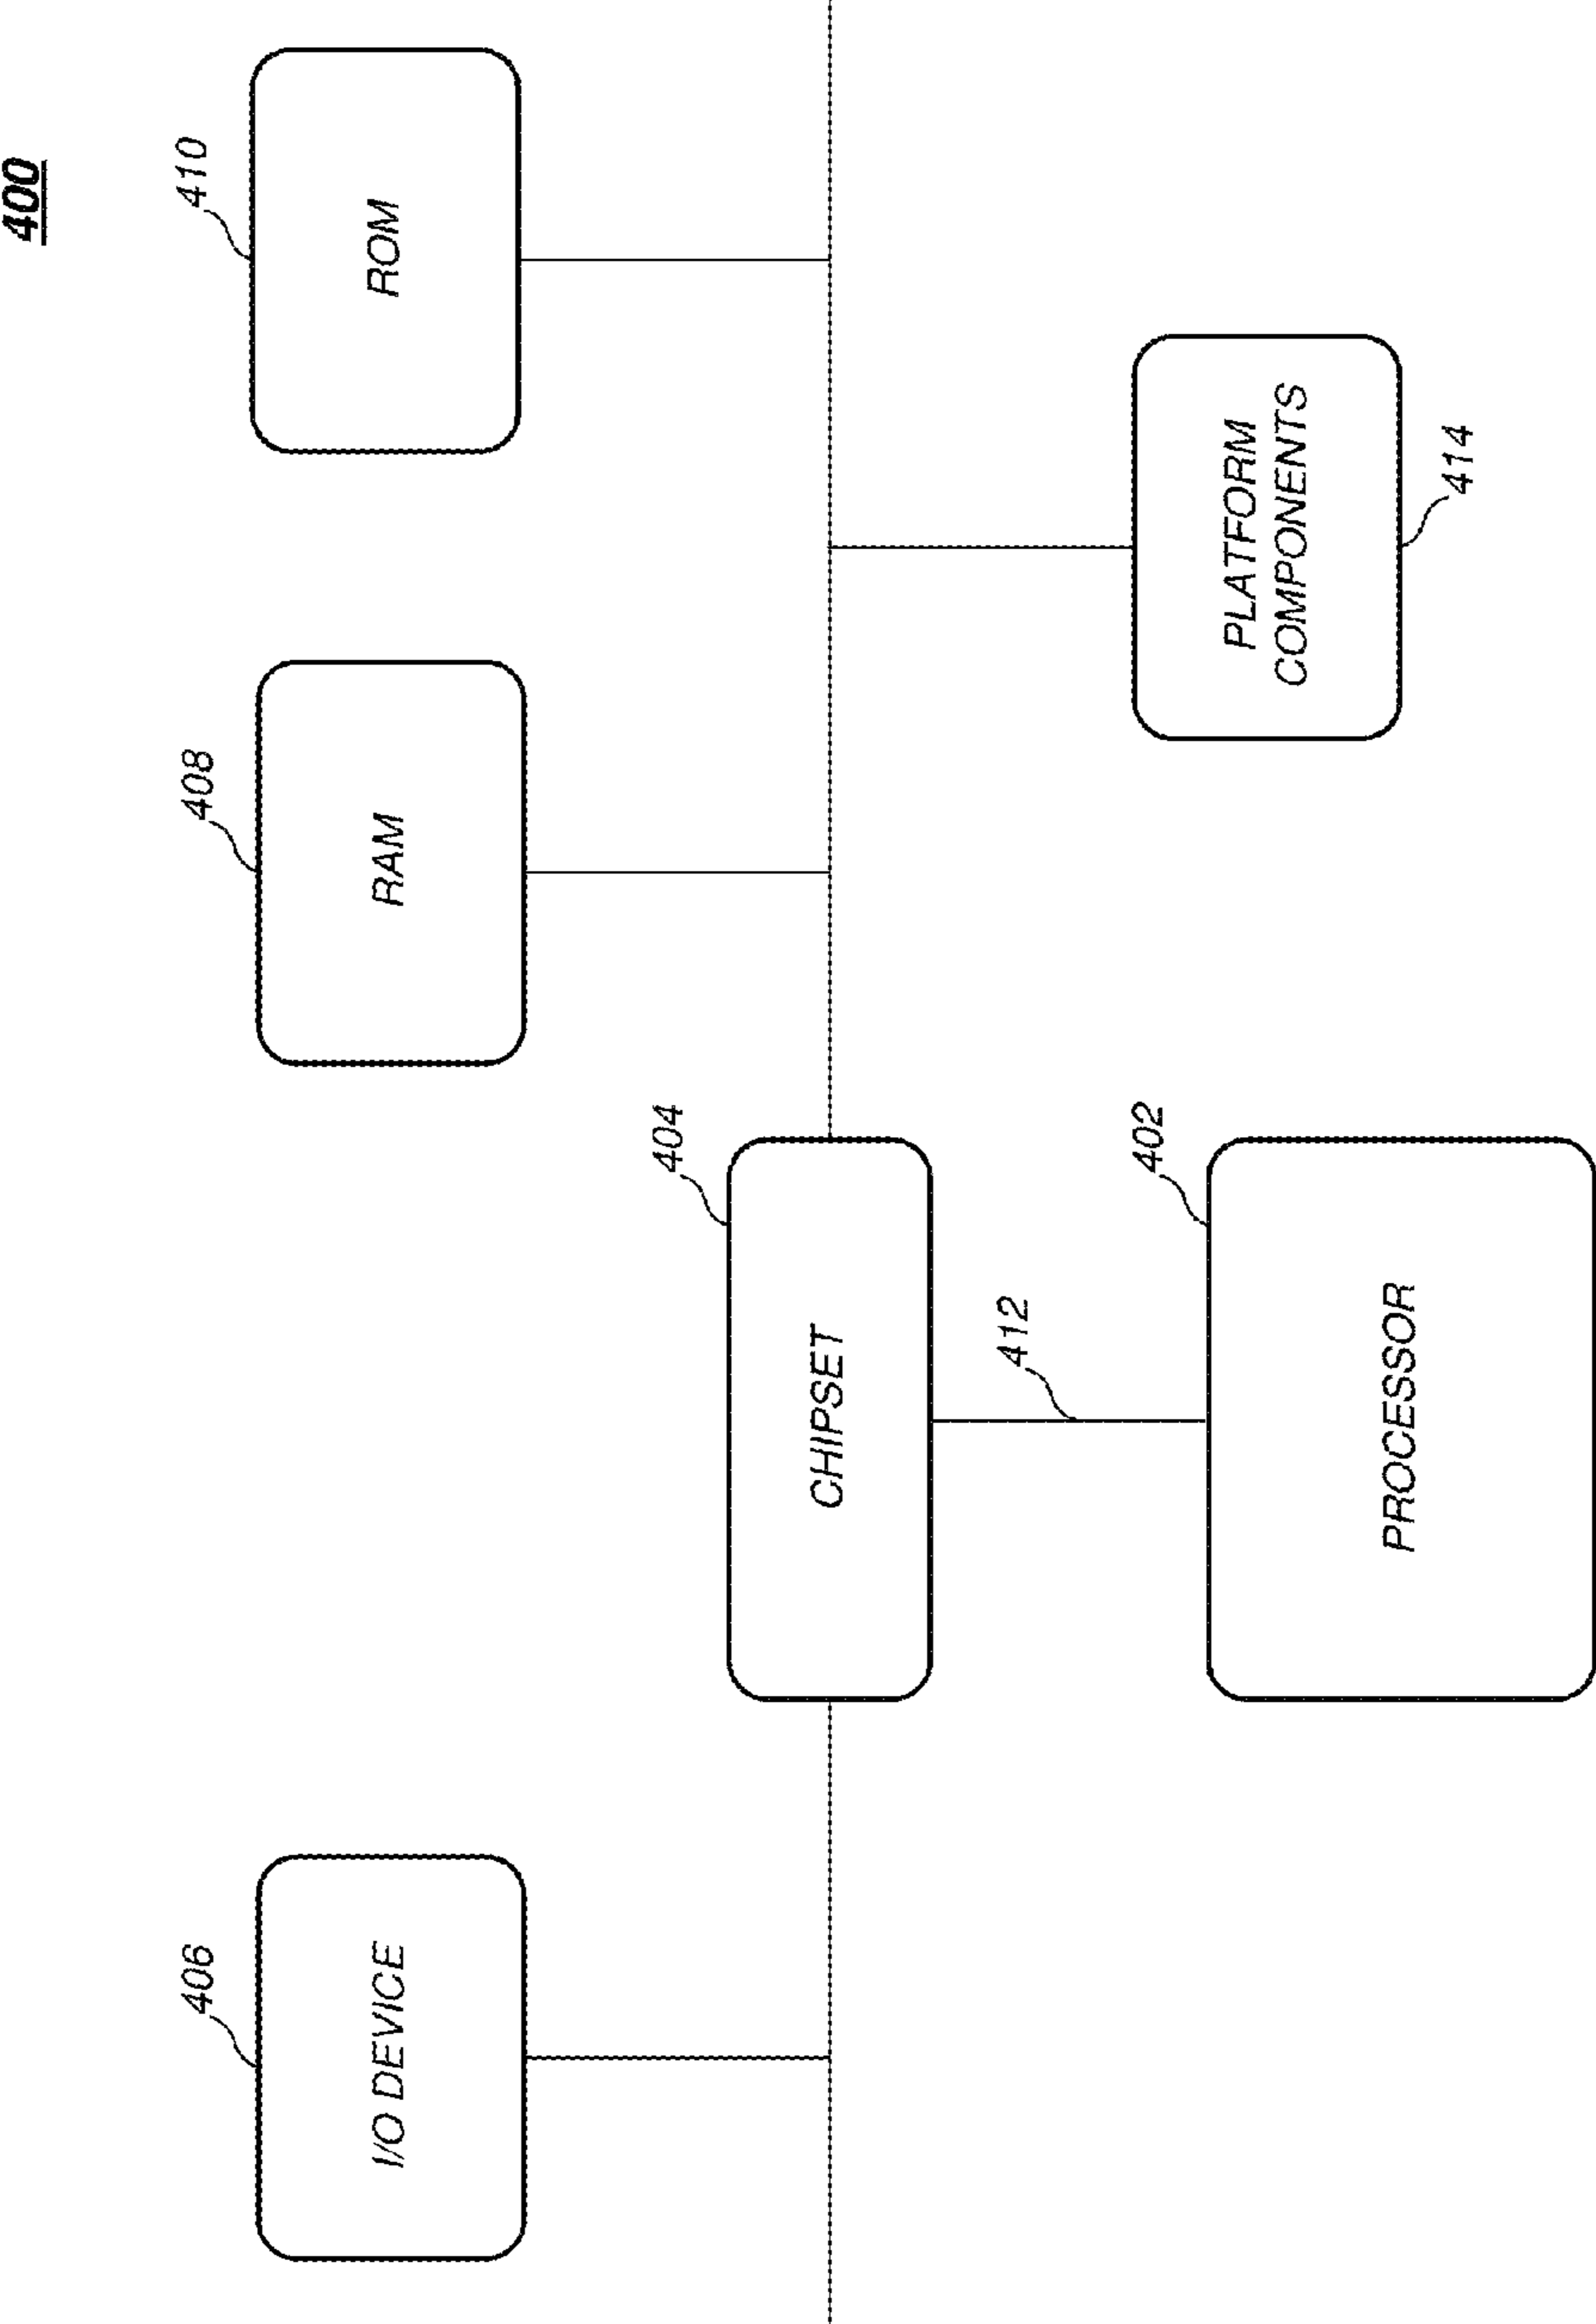 400
406
I/O DEVICE
408
RAM
410
ROM
404
CHIPSET
412
402
PROCESSOR
PLATFORM
COMPONENTS
414